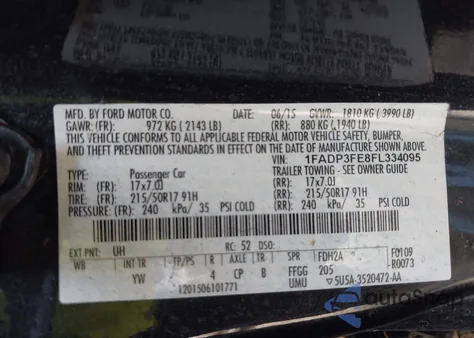 MFD. BY FORD MOTOR CO. DATE: 06/15 GVWR: 1810 KG (3990 LB)
GAWR: (FR): 972 KG (2143 LB) (RR): 880 KG (1940 LB)
THIS VEHICLE CONFORMS TO ALL APPLICABLE FEDERAL MOTOR VEHICLE SAFETY, BUMPER,
AND THEFT PREVENTION STANDARDS IN EFFECT ON THE DATE OF MANUFACTURE SHOWN ABOVE.
VIN: 1FADP3FE8FL334095
TYPE: Passenger Car TRAILER TOWING - SEE OWNERS GUIDE
RIM: (FR): 17x7.0J (RR): 17x7.0J
TIRE: (FR): 215/50R17 91H (RR): 215/50R17 91H
PRESSURE: (FR): 240 kPa/ 35 PSI COLD (RR): 240 kPa/ 35 PSI COLD
EXT PNT: UH RC: 52 DSO: F0109
WB INT TR TP/PS R AXLE TR SPR FDH2A R0073
YW 4 CP B FFGG 205
1201506101771 UM 5U5A-3520472-AA
autoSnap